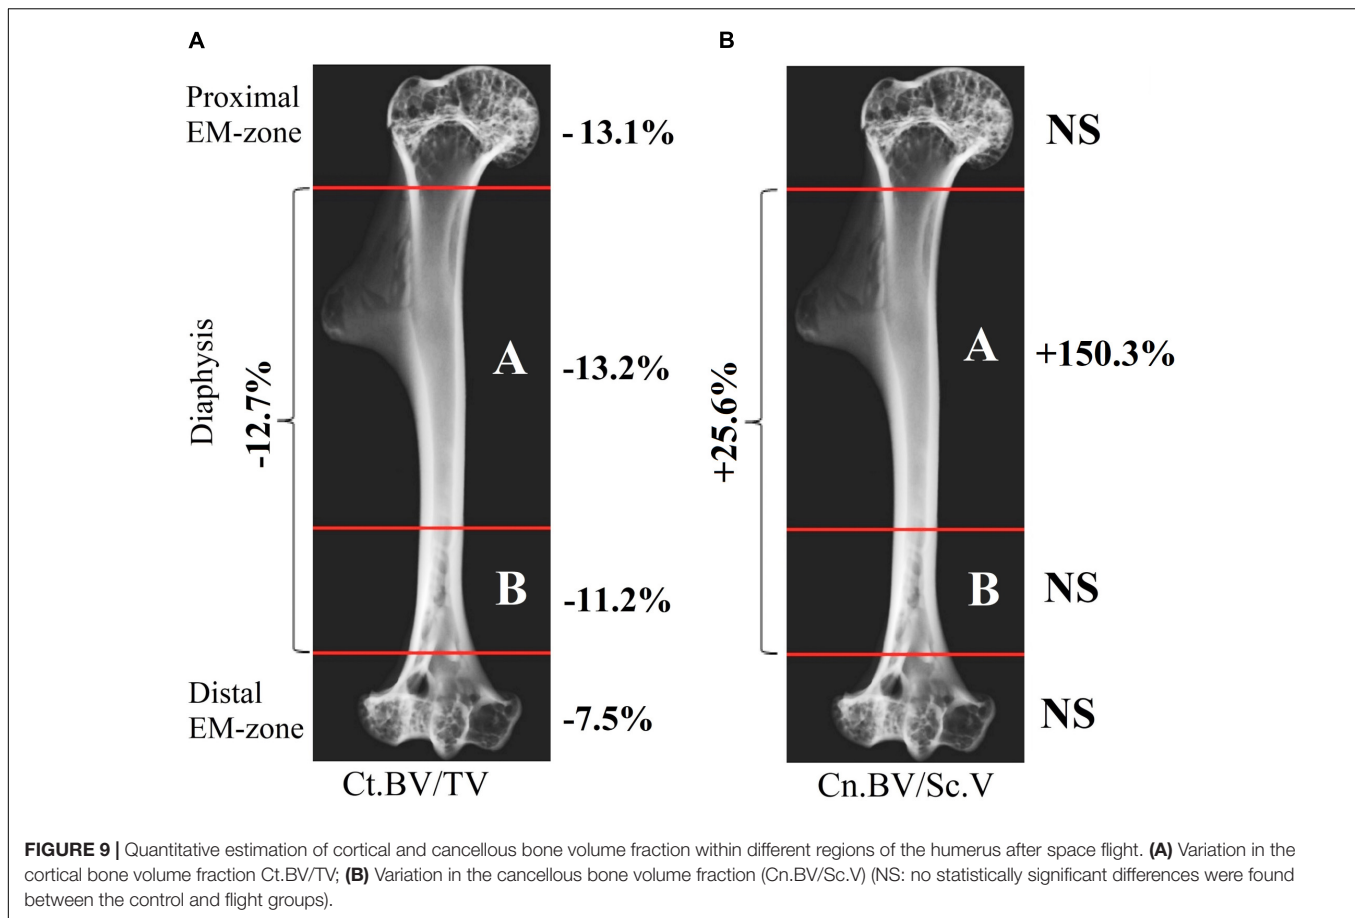 A
B
Proximal
EM-zone
- 13.1%
NS
Diaphysis
-12.7%
A
-13.2%
+25.6%
A
+150.3%
B
-11.2%
B
NS
Distal
EM-zone
-7.5%
NS
Ct.BV/TV
Cn.BV/Sc.V
FIGURE 9 | Quantitative estimation of cortical and cancellous bone volume fraction within different regions of the humerus after space flight. (A) Variation in the
cortical bone volume fraction Ct.BV/TV; (B) Variation in the cancellous bone volume fraction (Cn.BV/Sc.V) (NS: no statistically significant differences were found
between the control and flight groups).